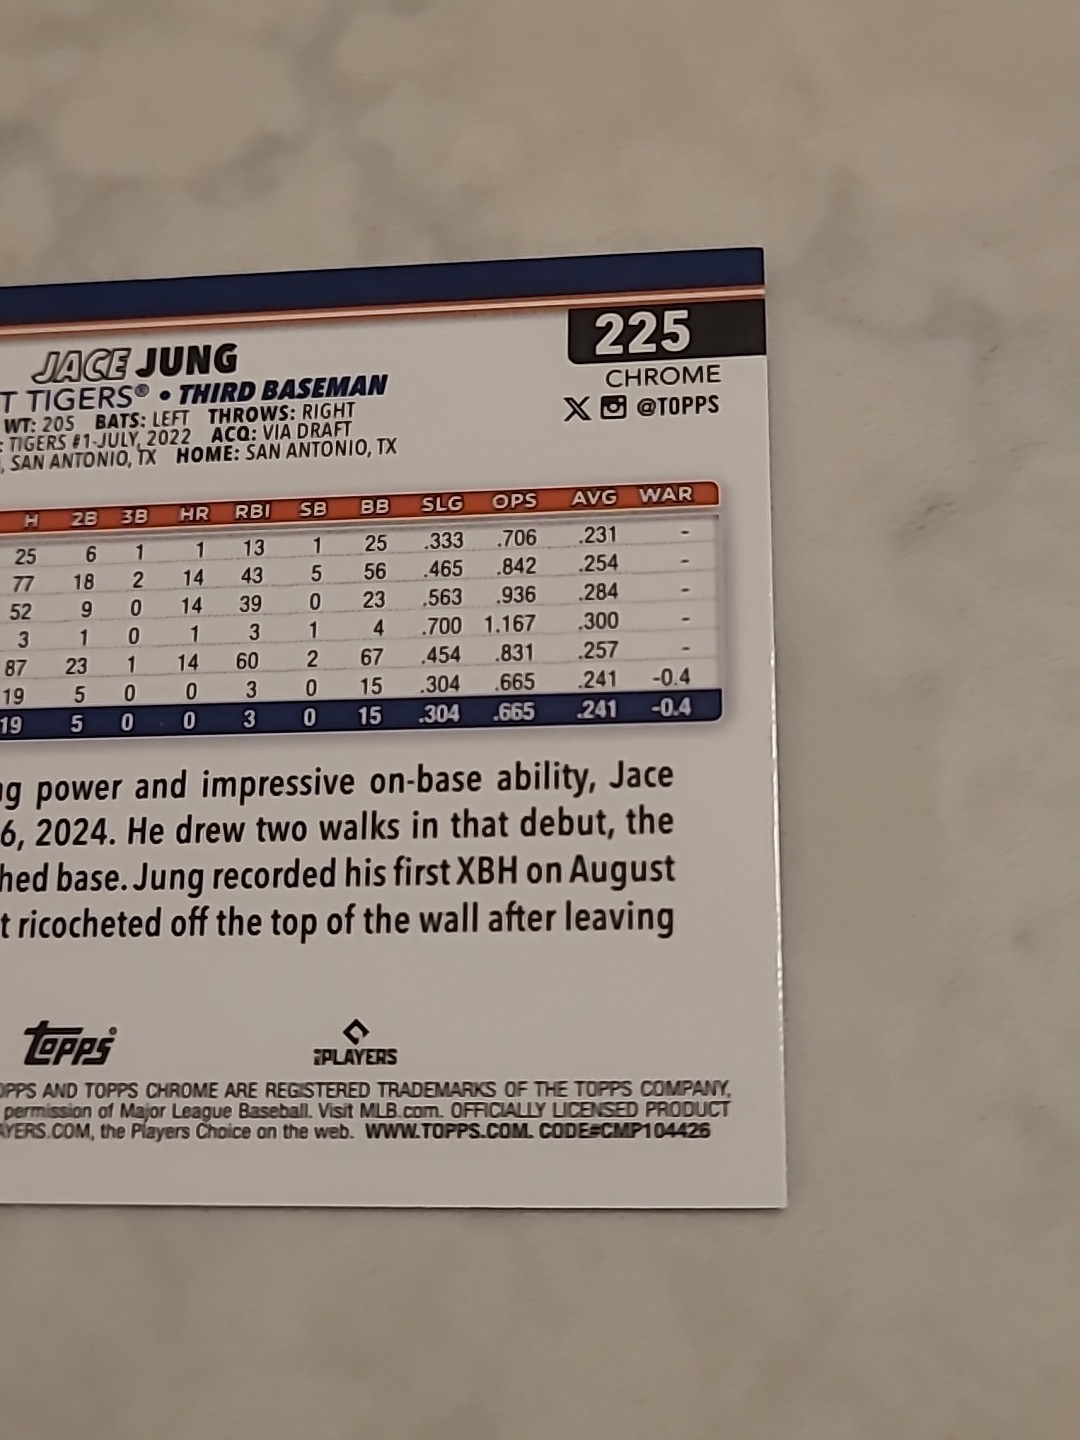 225
CHROME
@TOPPS
JACE JUNG
T TIGERS® • THIRD BASEMAN
WT: 205 BATS: LEFT THROWS: RIGHT
: TIGERS #1-JULY, 2022 ACQ: VIA DRAFT
, SAN ANTONIO, TX HOME: SAN ANTONIO, TX
H 2B 3B HR RBI SB BB SLG OPS AVG WAR
25 6 1 1 13 1 25 .333 .706 .231 -
77 18 2 14 43 5 56 .465 .842 .254 -
52 9 0 14 39 0 23 .563 .936 .284 -
3 1 0 1 3 1 4 .700 1.167 .300 -
87 23 1 14 60 2 67 .454 .831 .257 -
19 5 0 0 3 0 15 .304 .665 .241 -0.4
19 5 0 0 3 0 15 .304 .665 .241 -0.4
ng power and impressive on-base ability, Jace
6, 2024. He drew two walks in that debut, the
hed base. Jung recorded his first XBH on August
t ricocheted off the top of the wall after leaving
topps
PLAYERS
OPPS AND TOPPS CHROME ARE REGISTERED TRADEMARKS OF THE TOPPS COMPANY,
permission of Major League Baseball. Visit MLB.com. OFFICIALLY LICENSED PRODUCT
AYERS.COM, the Players Choice on the web. WWW.TOPPS.COM. CODE#CMP104426